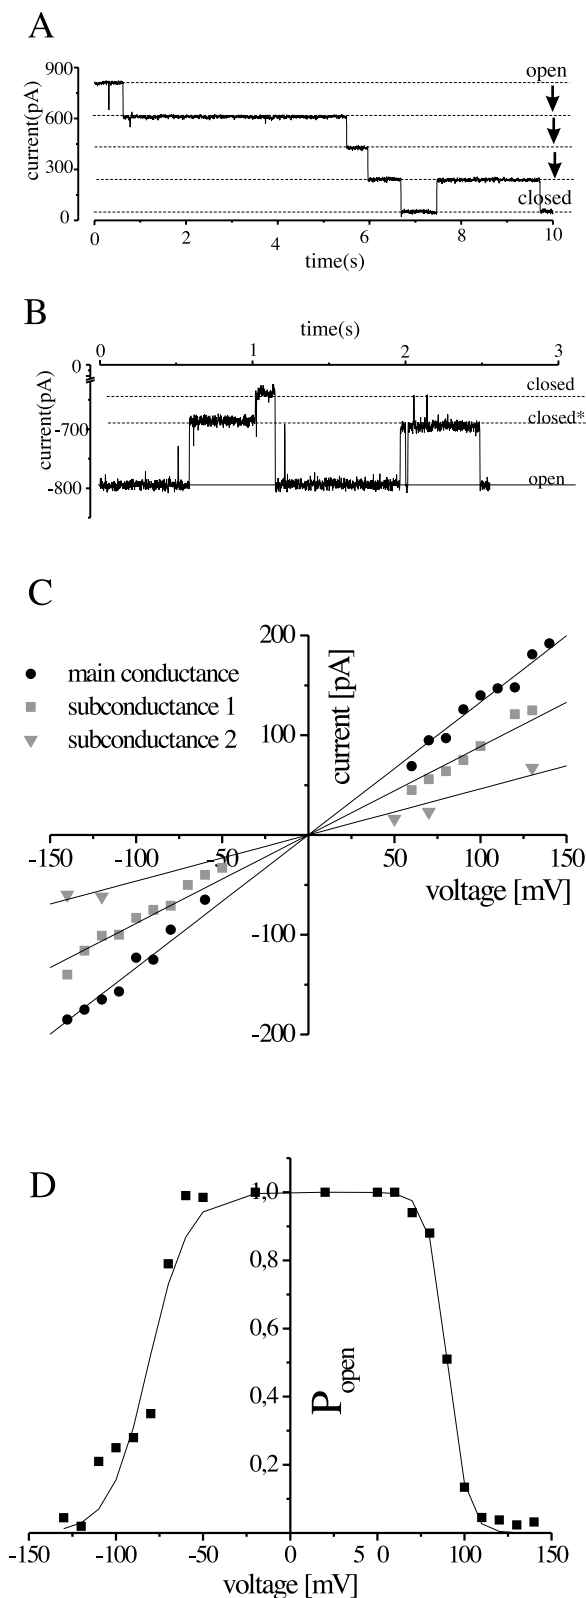 A
900
600
300
0
current(pA)
open
closed
0 2 4 6 8 10
time(s)
B
time(s)
0 1 2 3
0
-700
-800
current(pA)
closed
closed*
open
C
main conductance
subconductance 1
subconductance 2
200
100
-100
-200
current [pA]
-150 -100 -50 50 100 150
voltage [mV]
D
1,0
0,8
0,6
0,4
0,2
Popen
-150 -100 -50 0 5 0 100 150
voltage [mV]